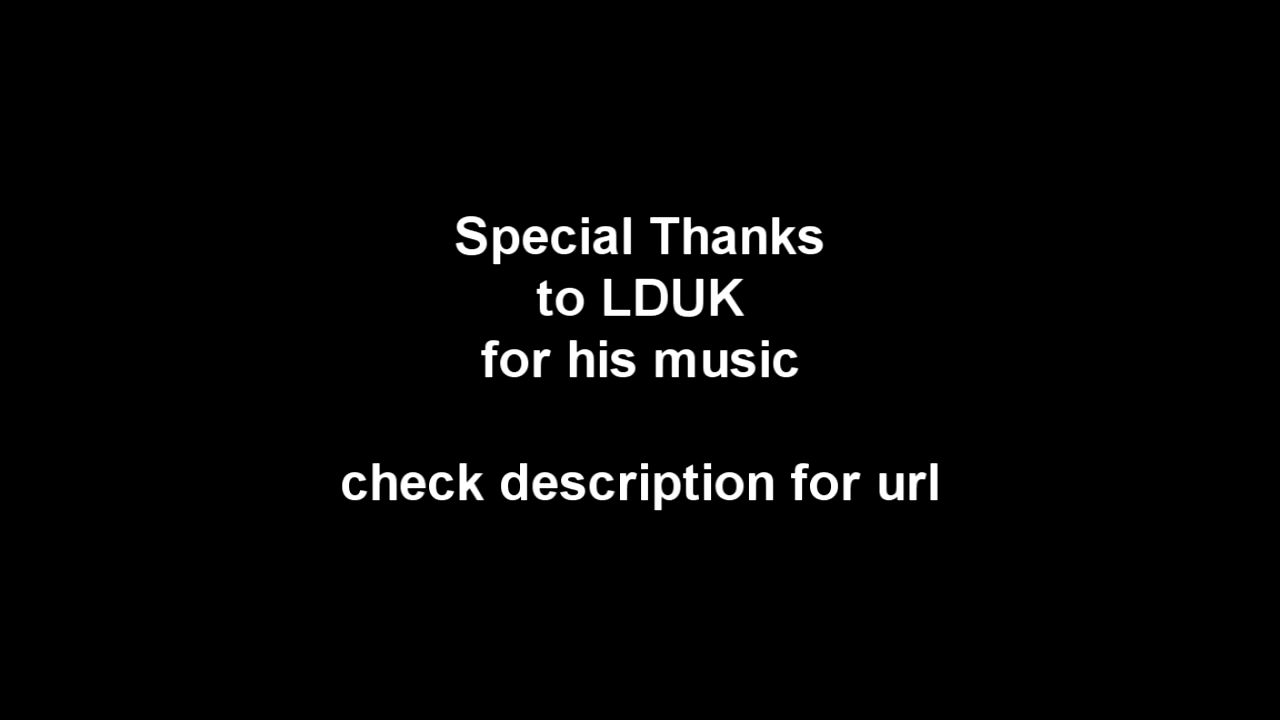 Special Thanks
to LDUK
for his music
check description for url